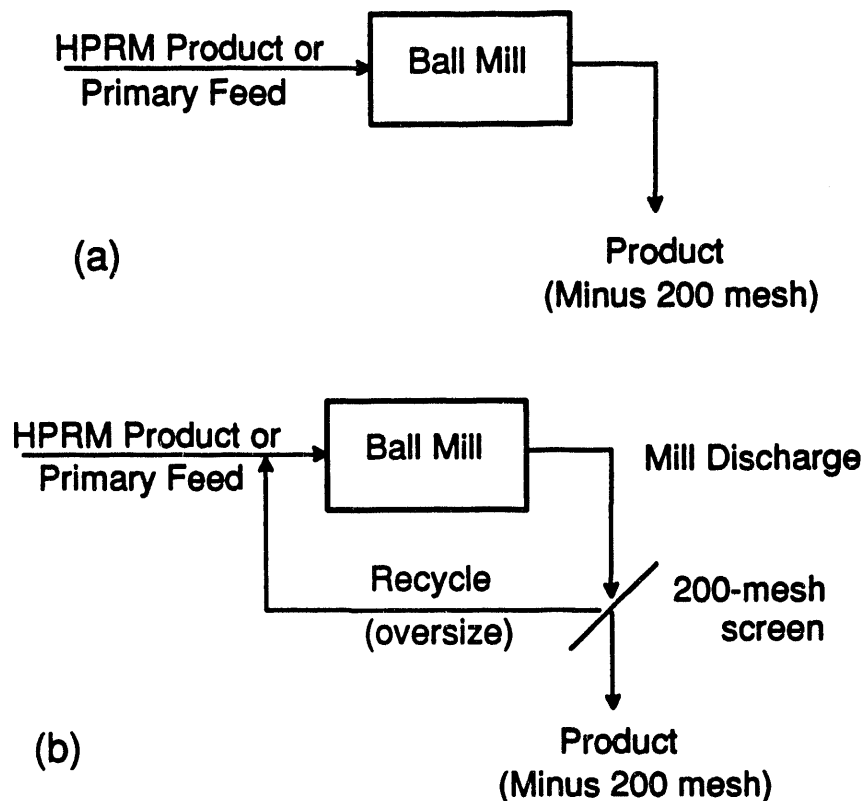 HPRM Product or
Primary Feed
Ball Mill
(a)
Product
(Minus 200 mesh)
HPRM Product or
Primary Feed
Ball Mill
Mill Discharge
Recycle
(oversize)
200-mesh
screen
(b)
Product
(Minus 200 mesh)